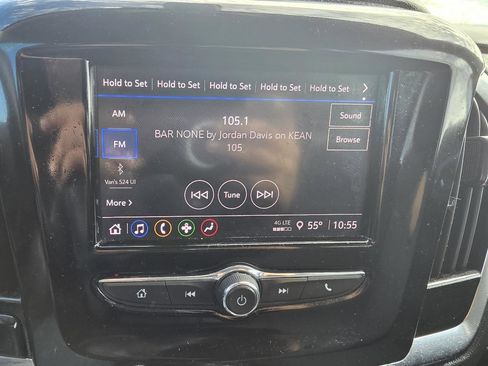 Hold to Set Hold to Set Hold to Set Hold to Set Hold to Set
AM
105.1
Sound
FM
BAR NONE by Jordan Davis on KEAN
105
Browse
Van's S24 Ul
Tune
More
4G LTE
55° 10:55